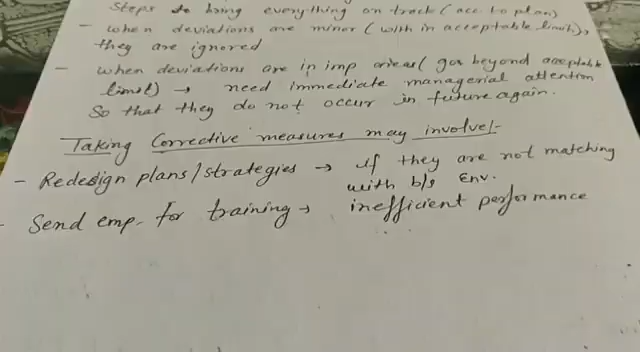 Steps to bring everything on track (acc. to plan)
- when deviations are minor (with in acceptable limits),
they are ignored
- when deviations are in imp areas (gos beyond acceptable
limit) → need immediate managerial attention
So that they do not occur in future again.
Taking Corrective measures may involve:-
- Redesign plans/strategies → if they are not matching
with b/s Env.
- Send emp. for training → inefficient performance